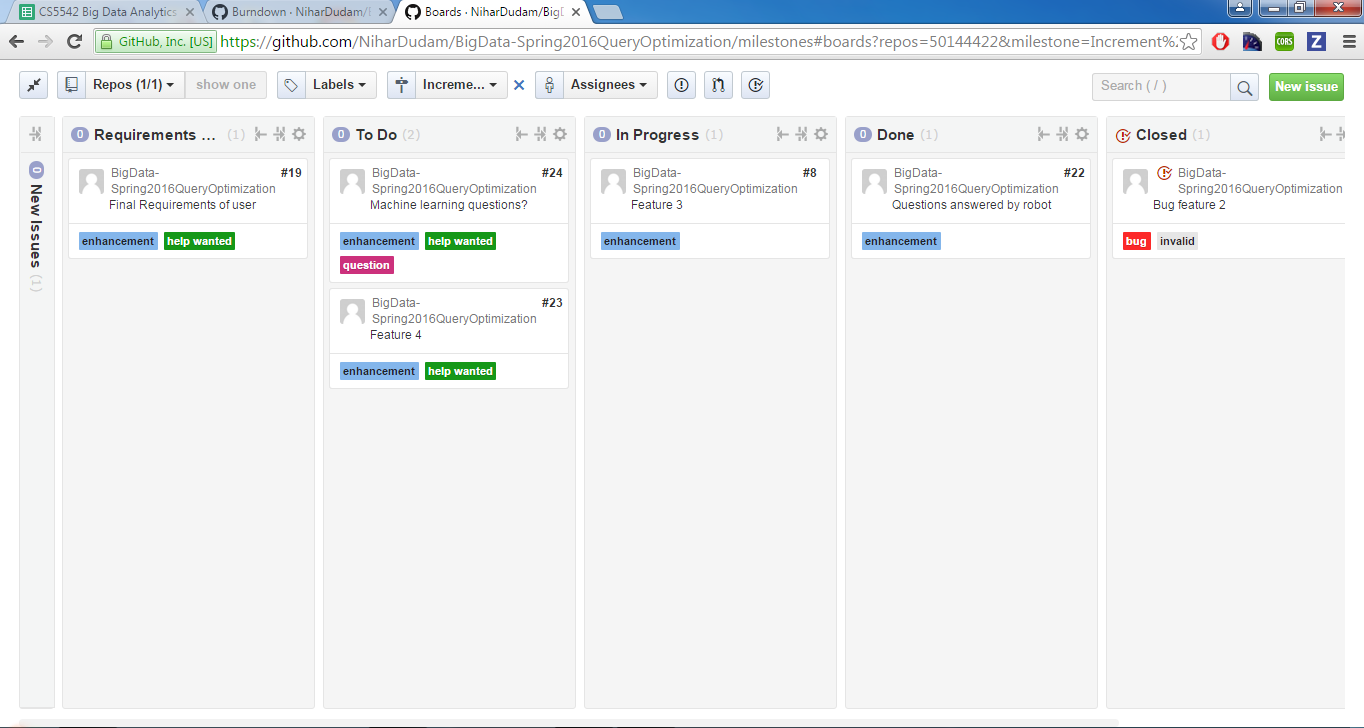 CS5542 Big Data Analytics
Burndown · NiharDudam/
Boards · NiharDudam/Big
GitHub, Inc. [US]
https://github.com/NiharDudam/BigData-Spring2016QueryOptimization/milestones#boards?repos=50144422&milestone=Increment%
CORS
Z
Repos (1/1)
show one
Labels
Increme...
Assignees
Search ( / )
New issue
0
New Issues
(1)
0 Requirements ... (1)
BigData-
#19
Spring2016QueryOptimization
Final Requirements of user
enhancement
help wanted
0 To Do (2)
BigData-
#24
Spring2016QueryOptimization
Machine learning questions?
enhancement
help wanted
question
BigData-
#23
Spring2016QueryOptimization
Feature 4
enhancement
help wanted
0 In Progress (1)
BigData-
#8
Spring2016QueryOptimization
Feature 3
enhancement
0 Done (1)
BigData-
#22
Spring2016QueryOptimization
Questions answered by robot
enhancement
Closed (1)
BigData-
Spring2016QueryOptimization
Bug feature 2
bug
invalid